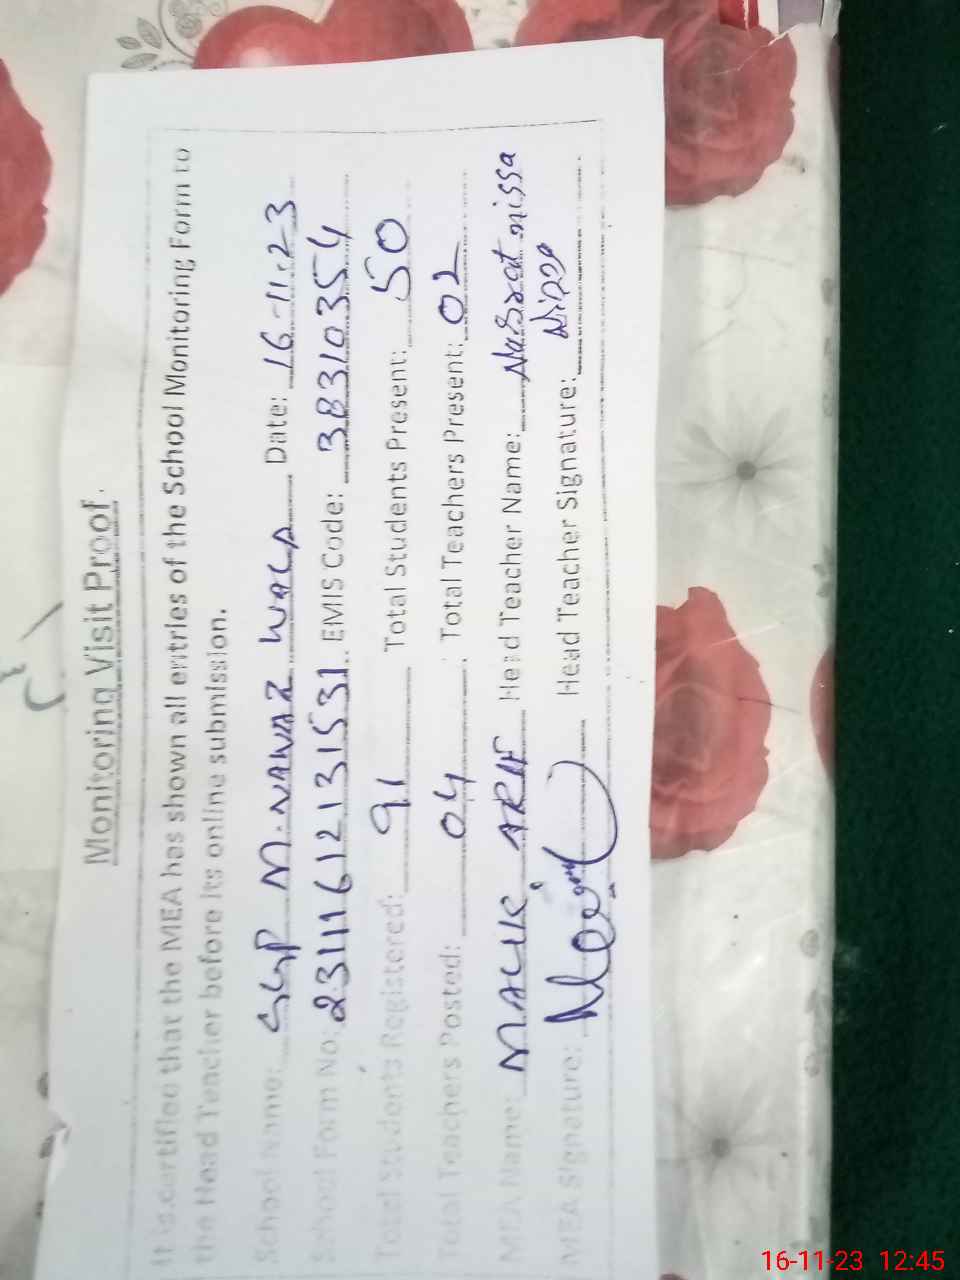 Monitoring Visit Proof.
It is certified that the MEA has shown all entries of the School Monitoring Form to
the Head Teacher before its online submission.
School Name: SGP M. NAWAZ WALA Date: 16-11-23
School Form No: 23111612131531 EMIS Code: 38310354
Total Students Registered: 91 Total Students Present: 50
Total Teachers Posted: 04 Total Teachers Present: 02
MEA Name: MALIK ARIF Head Teacher Name: Nusrat nissa
MEA Signature: Head Teacher Signature:
16-11-23 12:45